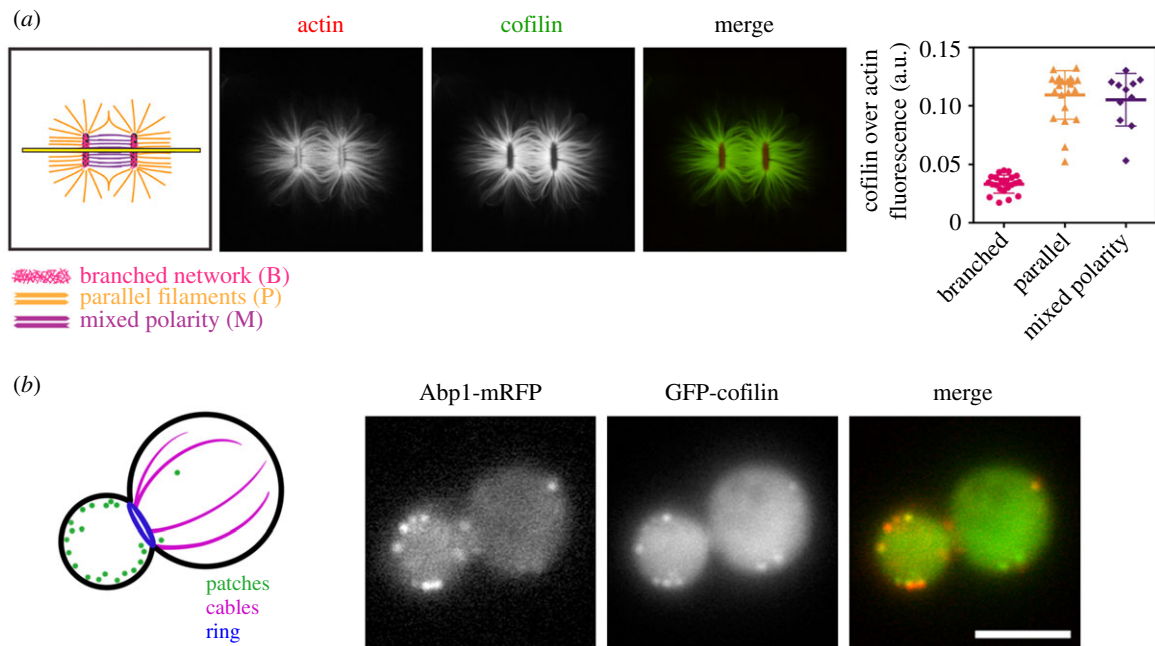 (a)
actin
cofilin
merge
branched network (B)
parallel filaments (P)
mixed polarity (M)
cofilin over actin
fluorescence (a.u.)
0.15
0.10
0.05
0
branched
parallel
mixed polarity
(b)
Abp1-mRFP
GFP-cofilin
merge
patches
cables
ring